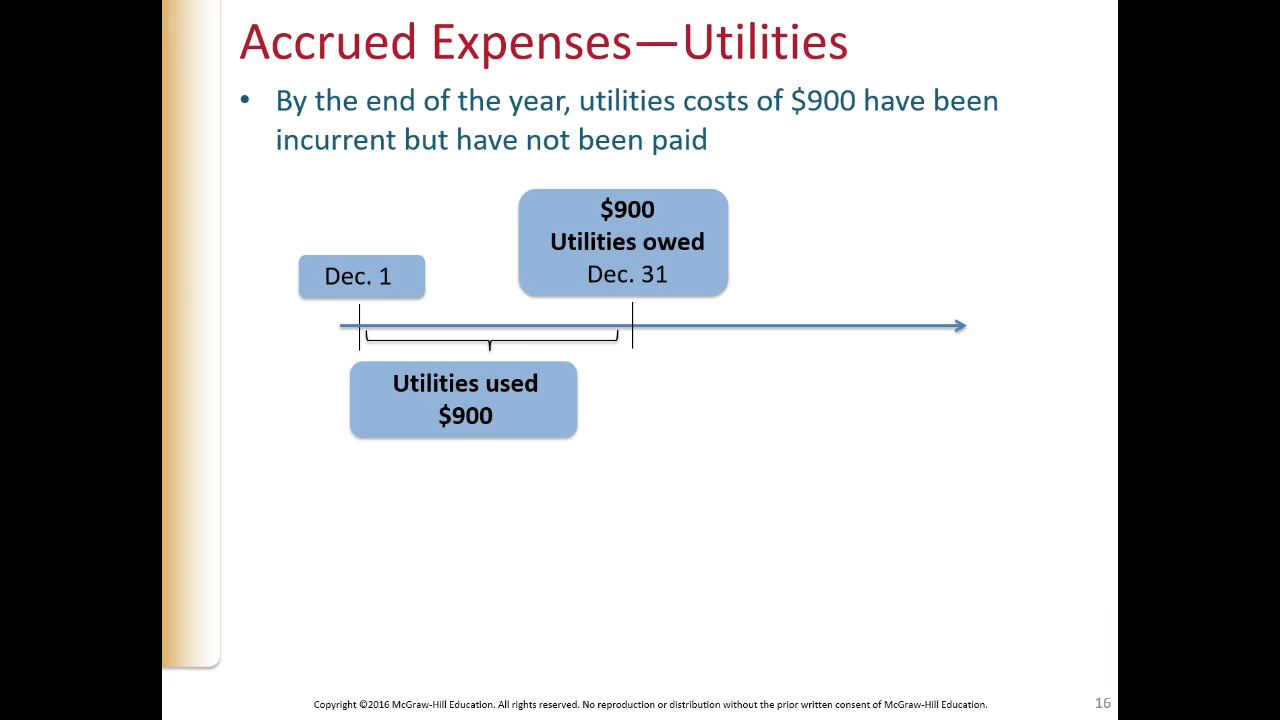 Accrued Expenses—Utilities
• By the end of the year, utilities costs of $900 have been
incurrent but have not been paid
$900
Utilities owed
Dec. 31
Dec. 1
Utilities used
$900
Copyright ©2016 McGraw-Hill Education. All rights reserved. No reproduction or distribution without the prior written consent of McGraw-Hill Education.
16